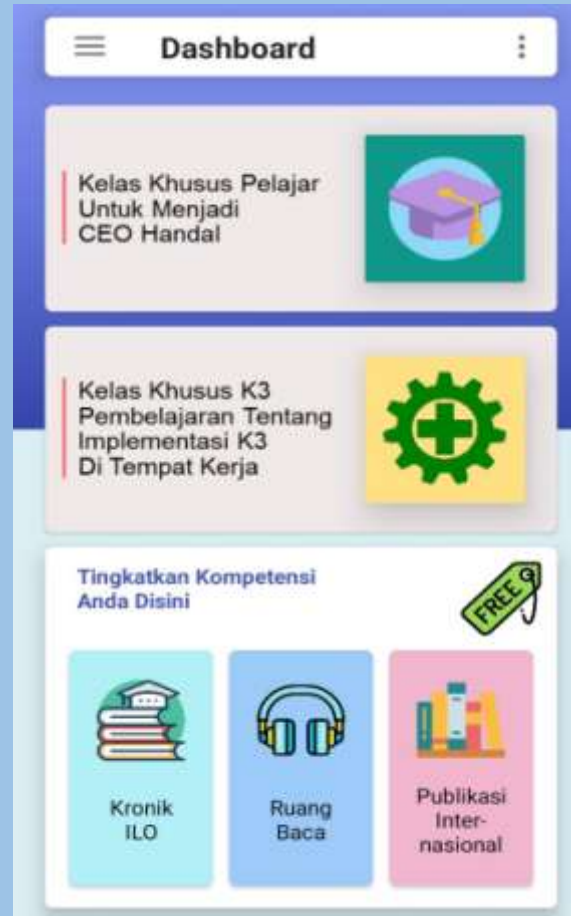 Dashboard
Kelas Khusus Pelajar
Untuk Menjadi
CEO Handal
Kelas Khusus K3
Pembelajaran Tentang
Implementasi K3
Di Tempat Kerja
Tingkatkan Kompetensi
Anda Disini
FREE
Kronik
ILO
Ruang
Baca
Publikasi
Inter-
nasional